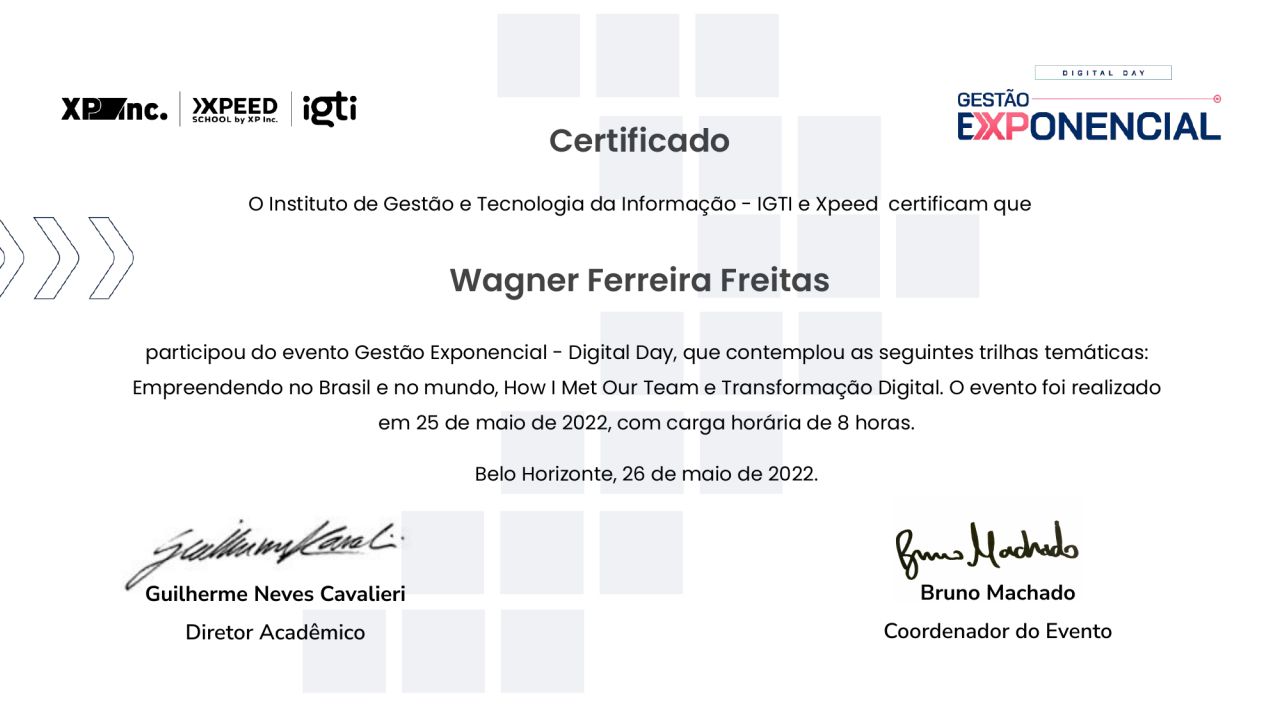 XP Inc.
XPEED
SCHOOL by XP Inc.
igti
DIGITAL DAY
GESTÃO
EXPONENCIAL
Certificado
O Instituto de Gestão e Tecnologia da Informação - IGTI e Xpeed certificam que
Wagner Ferreira Freitas
participou do evento Gestão Exponencial - Digital Day, que contemplou as seguintes trilhas temáticas:
Empreendendo no Brasil e no mundo, How I Met Our Team e Transformação Digital. O evento foi realizado
em 25 de maio de 2022, com carga horária de 8 horas.
Belo Horizonte, 26 de maio de 2022.
Guilherme Kavali
Bruno Machado
Guilherme Neves Cavalieri
Bruno Machado
Diretor Acadêmico
Coordenador do Evento